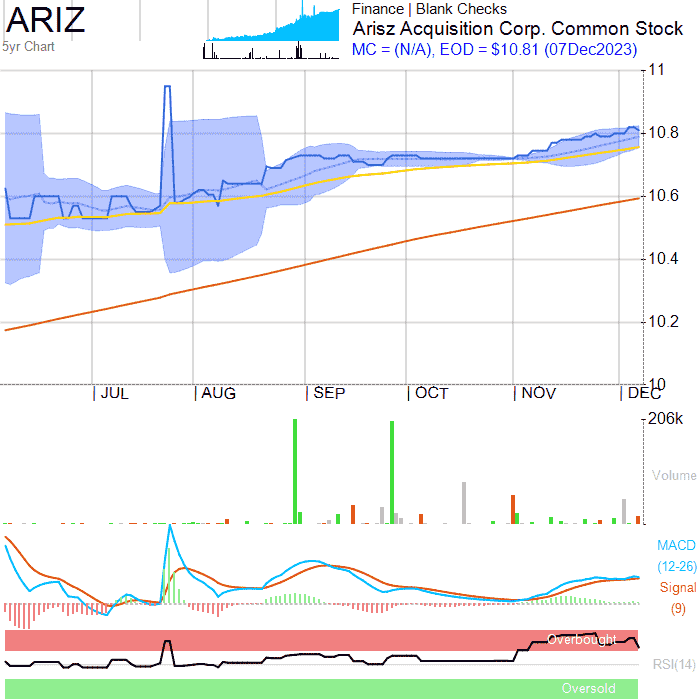 ARIZ
5yr Chart
Finance | Blank Checks
Arisz Acquisition Corp. Common Stock
MC = (N/A), EOD = $10.81 (07Dec2023)
11
10.8
10.6
10.4
10.2
10
JUL AUG SEP OCT NOV DEC
206k
Volume
MACD
(12-26)
Signal
(9)
Overbought
RSI(14)
Oversold